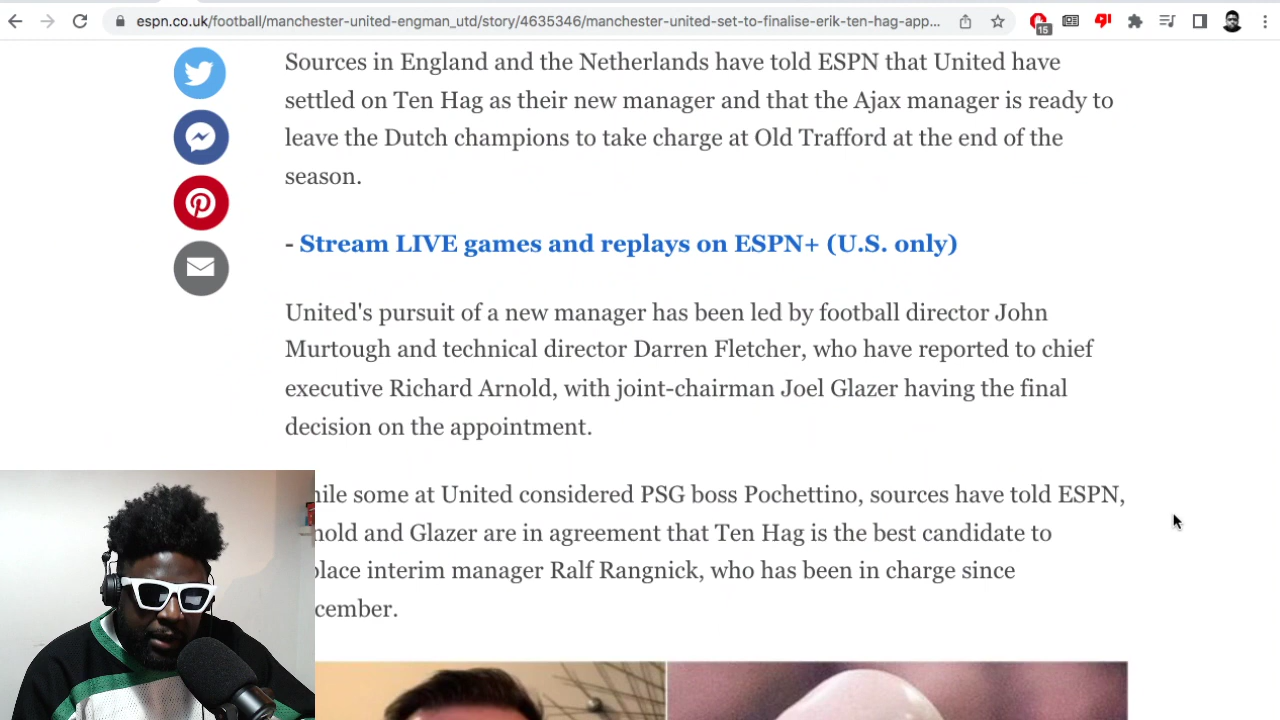 espn.co.uk/football/manchester-united-engman_utd/story/4635346/manchester-united-set-to-finalise-erik-ten-hag-app...
15
Sources in England and the Netherlands have told ESPN that United have
settled on Ten Hag as their new manager and that the Ajax manager is ready to
leave the Dutch champions to take charge at Old Trafford at the end of the
season.
- Stream LIVE games and replays on ESPN+ (U.S. only)
United's pursuit of a new manager has been led by football director John
Murtough and technical director Darren Fletcher, who have reported to chief
executive Richard Arnold, with joint-chairman Joel Glazer having the final
decision on the appointment.
hile some at United considered PSG boss Pochettino, sources have told ESPN,
nold and Glazer are in agreement that Ten Hag is the best candidate to
place interim manager Ralf Rangnick, who has been in charge since
cember.